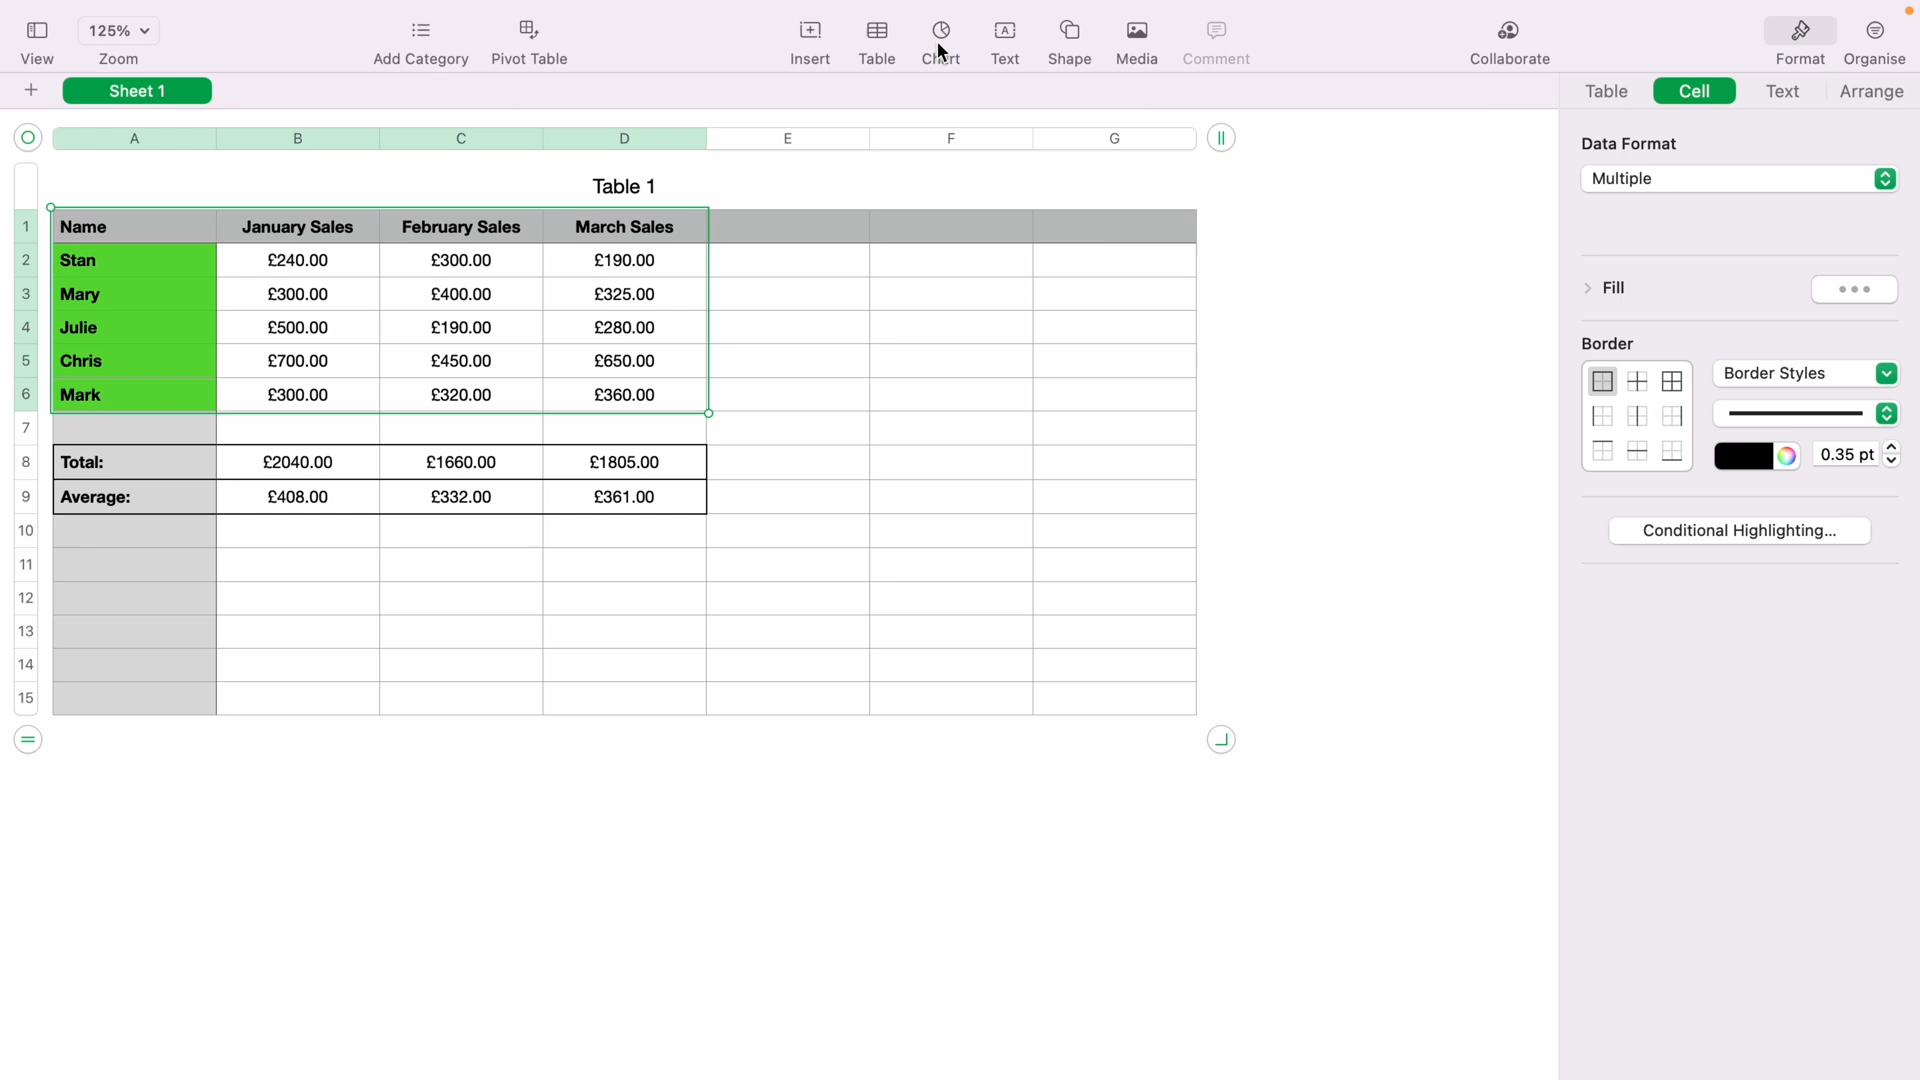 125%
View
Zoom
Add Category
Pivot Table
Insert
Table
Chart
Text
Shape
Media
Comment
Collaborate
Format
Organise
Sheet 1
Table
Cell
Text
Arrange
A B C D E F G
Table 1
1 Name January Sales February Sales March Sales
2 Stan £240.00 £300.00 £190.00
3 Mary £300.00 £400.00 £325.00
4 Julie £500.00 £190.00 £280.00
5 Chris £700.00 £450.00 £650.00
6 Mark £300.00 £320.00 £360.00
7
8 Total: £2040.00 £1660.00 £1805.00
9 Average: £408.00 £332.00 £361.00
10
11
12
13
14
15
Data Format
Multiple
Fill
Border
Border Styles
0.35 pt
Conditional Highlighting...